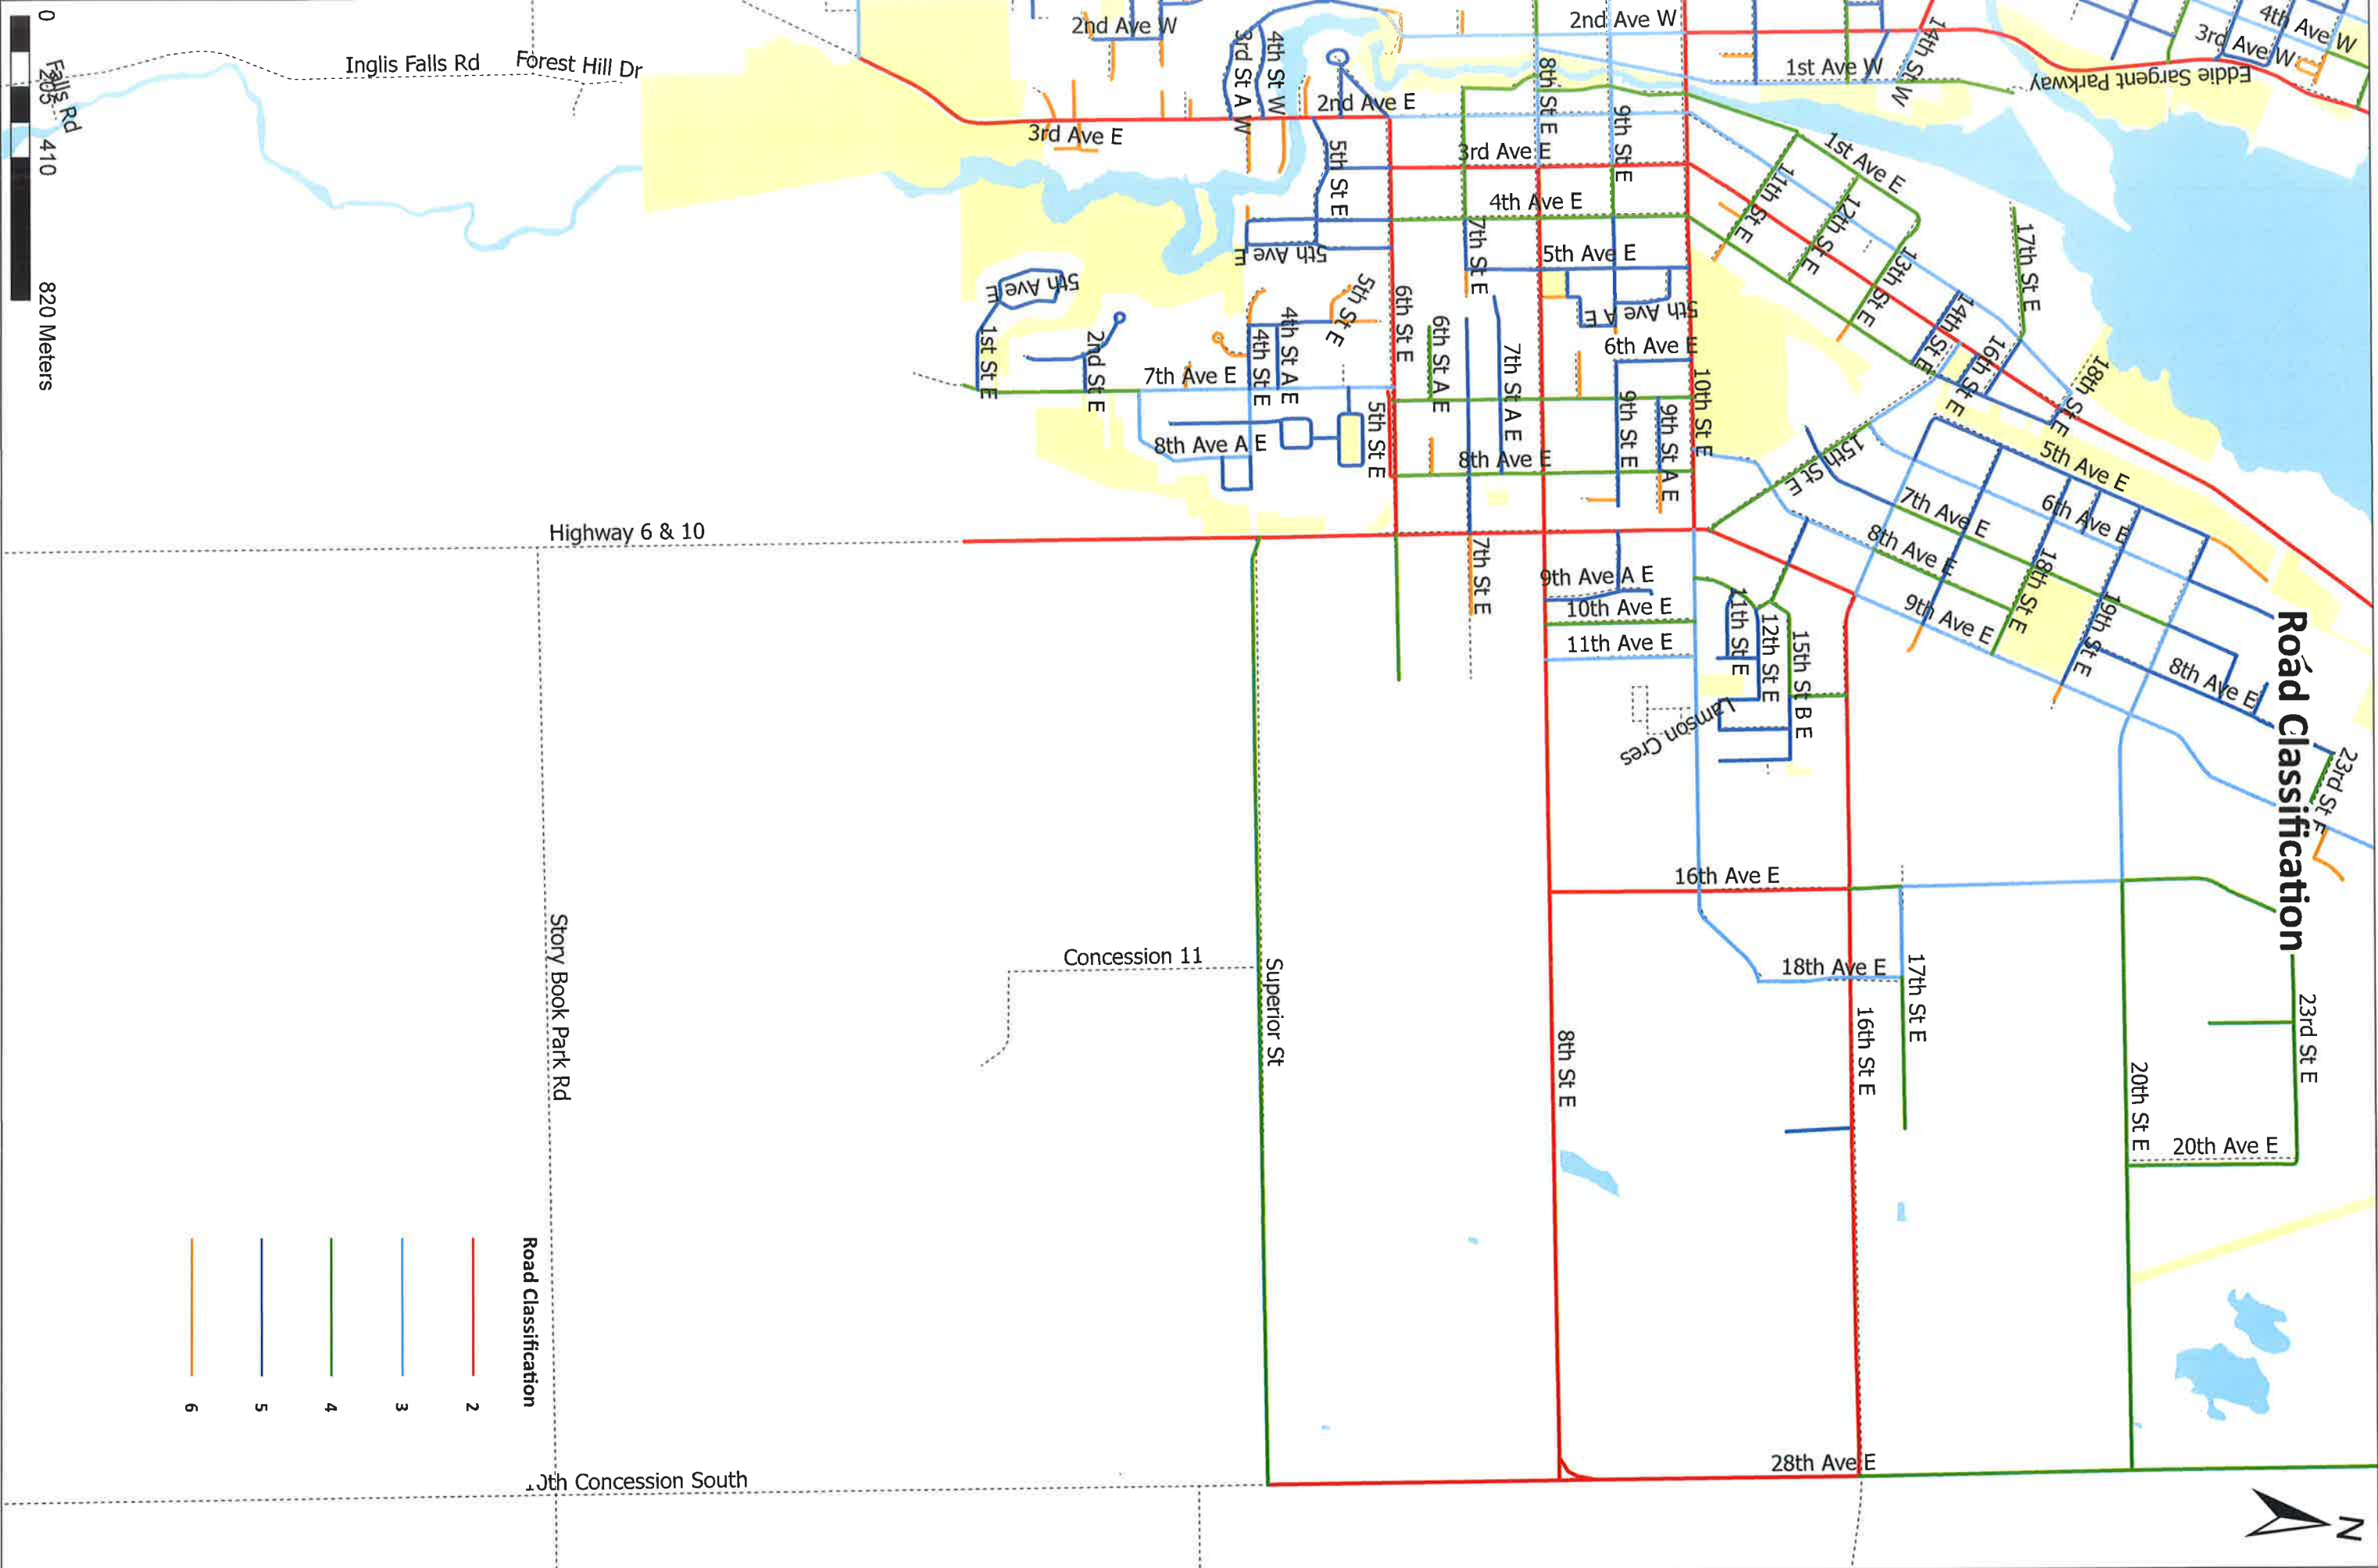 Road Classification
0
205
410
820 Meters
Falls Rd
Inglis Falls Rd
Forest Hill Dr
2nd Ave W
3rd St A W
4th St W
2nd Ave E
3rd Ave E
5th St E
2nd Ave W
8th St E
9th St E
1st Ave W
14th St W
3rd Ave W
4th Ave W
Eddie Sargent Parkway
3rd Ave E
4th Ave E
5th Ave E
7th St E
5th Ave E
5th Ave A E
1st Ave E
11th St E
12th St E
13th St E
14th St E
16th St E
17th St E
18th St E
5th Ave E
1st St E
2nd St E
4th St E
4th St A E
5th St E
6th St E
6th St A E
7th St A E
6th Ave E
10th St E
7th Ave E
8th Ave A E
5th St E
8th Ave E
9th St E
9th St A E
15th St E
5th Ave E
6th Ave E
7th Ave E
8th Ave E
9th Ave E
18th St E
19th St E
8th Ave E
23rd St E
Highway 6 & 10
7th St E
9th Ave A E
10th Ave E
11th Ave E
11th St E
12th St E
15th St B E
Lamson Cres
16th Ave E
18th Ave E
17th St E
16th St E
8th St E
Superior St
Concession 11
Story Book Park Rd
20th St E
23rd St E
20th Ave E
28th Ave E
10th Concession South
Road Classification
2
3
4
5
6
N